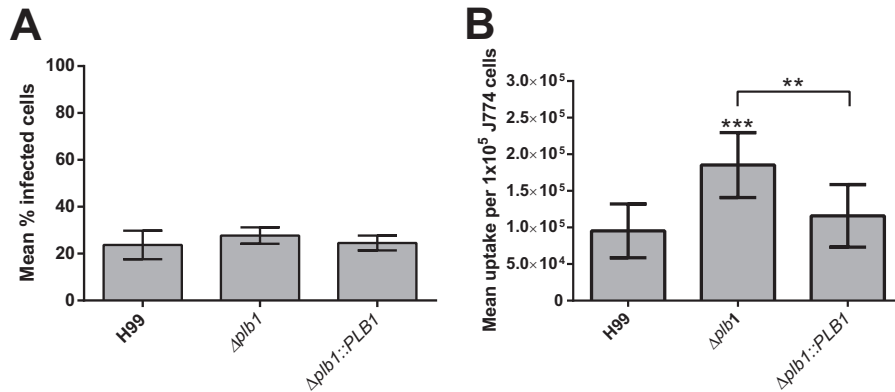 A
Mean % infected cells
100
80
60
40
20
0
H99
Δplb1
Δplb1::PLB1
B
Mean uptake per 1x10⁵ J774 cells
3.0×10⁵
2.5×10⁵
2.0×10⁵
1.5×10⁵
1.0×10⁵
5.0×10⁴
0
***
**
H99
Δplb1
Δplb1::PLB1